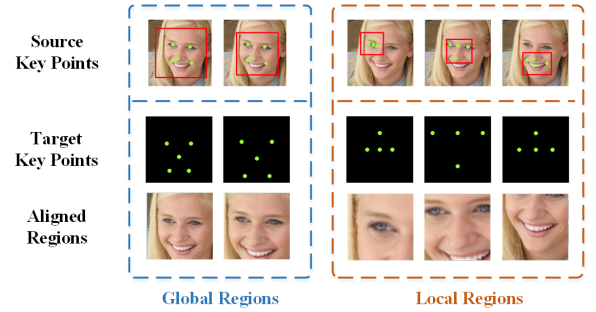 Source
Key Points
Target
Key Points
Aligned
Regions
Global Regions
Local Regions